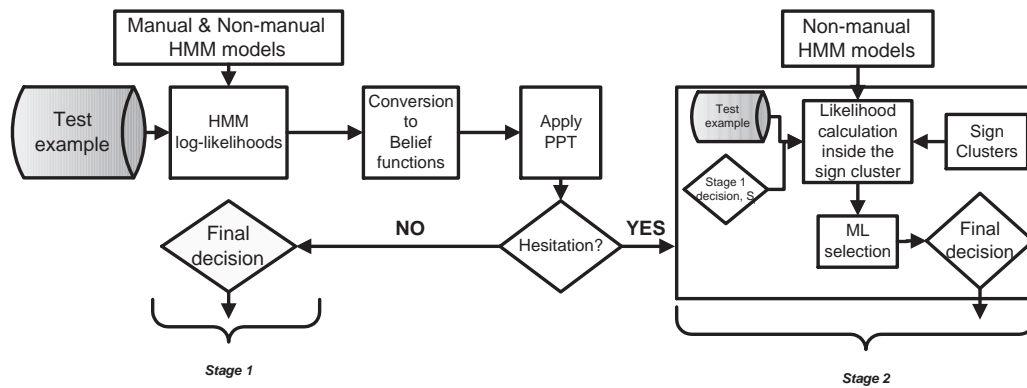 Manual & Non-manual
HMM models
Non-manual
HMM models
Test
example
HMM
log-likelihoods
Conversion
to
Belief
functions
Apply
PPT
Test
example
Likelihood
calculation
inside the
sign cluster
Sign
Clusters
Stage 1
decision, S
Final
decision
NO
Hesitation?
YES
ML
selection
Final
decision
Stage 1
Stage 2